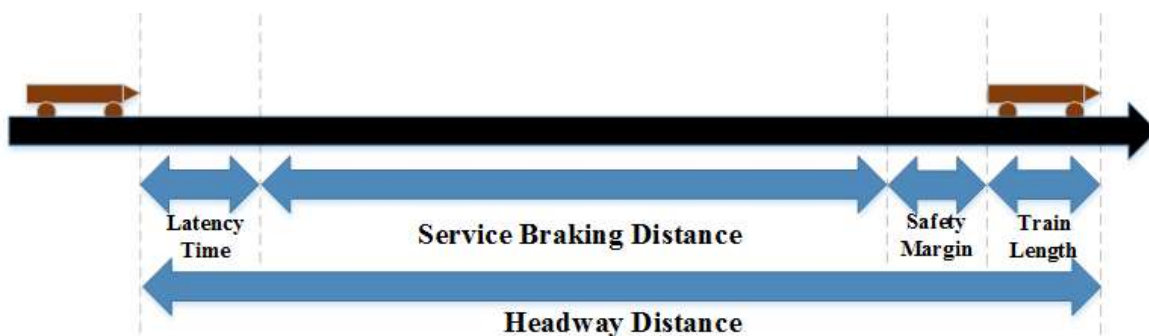 Latency
Time
Service Braking Distance
Safety
Margin
Train
Length
Headway Distance